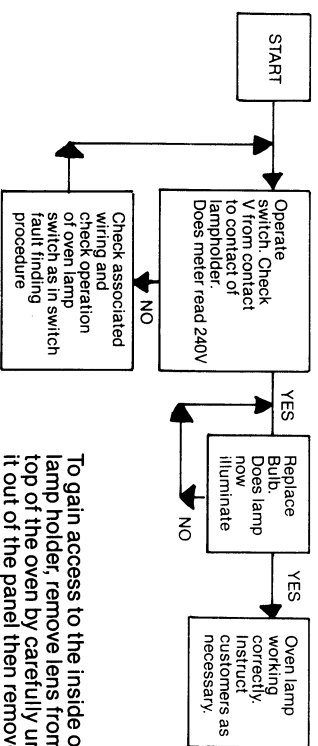 START
Operate
switch. Check
V from contact
to contact of
lampholder.
Does meter read 240V
NO
Check associated
wiring and
check operation
of oven lamp
switch as in switch
fault finding
procedure
YES
Replace
Bulb.
Does lamp
now
illuminate
NO
YES
Oven lamp
working
correctly.
Instruct
customers as
necessary.
To gain access to the inside
lamp holder, remove lens from
top of the oven by carefully
it out of the panel then